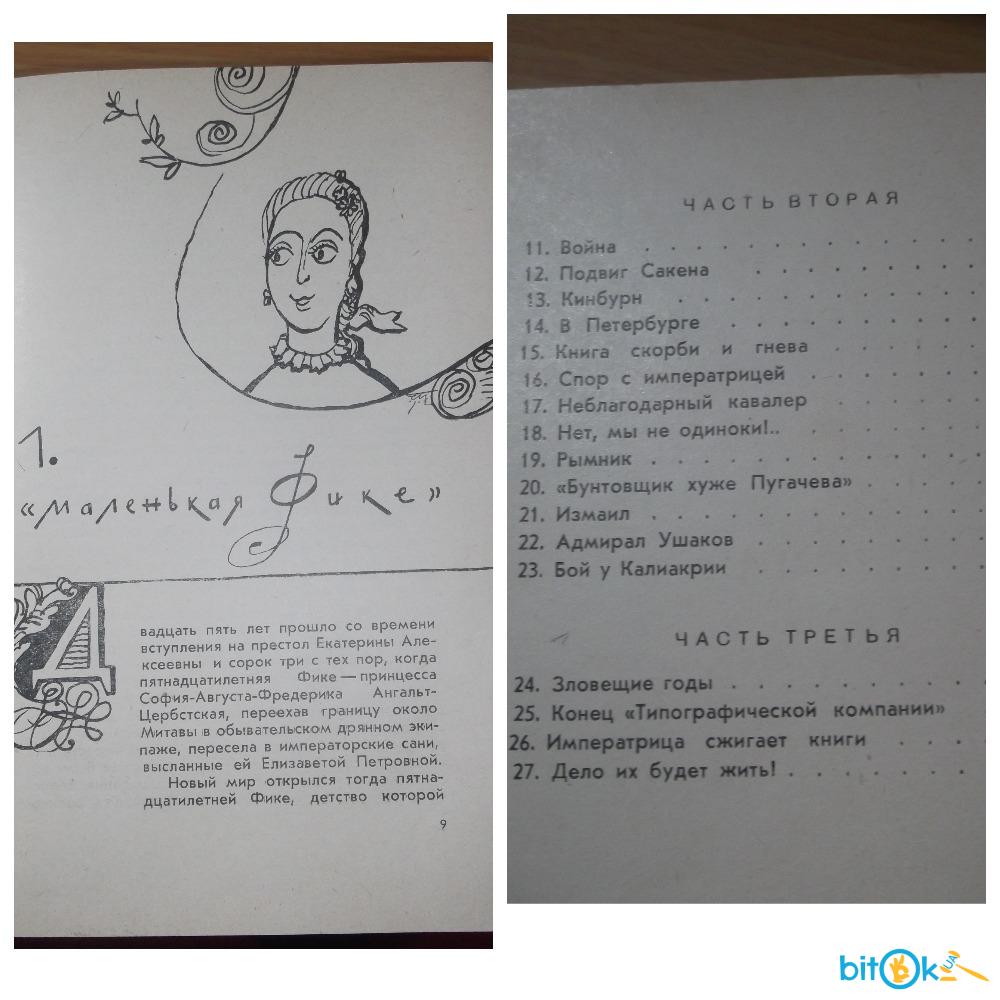 1.
«маленькая Фике»
Двадцать пять лет прошло со времени
вступления на престол Екатерины Алек-
сеевны и сорок три с тех пор, когда
пятнадцатилетняя Фике — принцесса
София-Августа-Фредерика Ангальт-
Цербстская, переехав границу около
Митавы в обывательском дрянном эки-
паже, пересела в императорские сани,
высланные ей Елизаветой Петровной.
Новый мир открылся тогда пятна-
дцатилетней Фике, детство которой
9
ЧАСТЬ ВТОРАЯ
11. Война . . . . . . . . . . .
12. Подвиг Сакена . . . . . . . .
13. Кинбурн . . . . . . . . . .
14. В Петербурге . . . . . . . . .
15. Книга скорби и гнева . . . . . .
16. Спор с императрицей . . . . . .
17. Неблагодарный кавалер . . . . . .
18. Нет, мы не одиноки!.. . . . . . .
19. Рымник . . . . . . . . . . .
20. «Бунтовщик хуже Пугачева» . . . . .
21. Измаил . . . . . . . . . . .
22. Адмирал Ушаков . . . . . . . .
23. Бой у Калиакрии . . . . . . . .
ЧАСТЬ ТРЕТЬЯ
24. Зловещие годы . . . . . . . . .
25. Конец «Типографической компании»
26. Императрица сжигает книги . . . .
27. Дело их будет жить! . . . . . . .
bitOk.UA